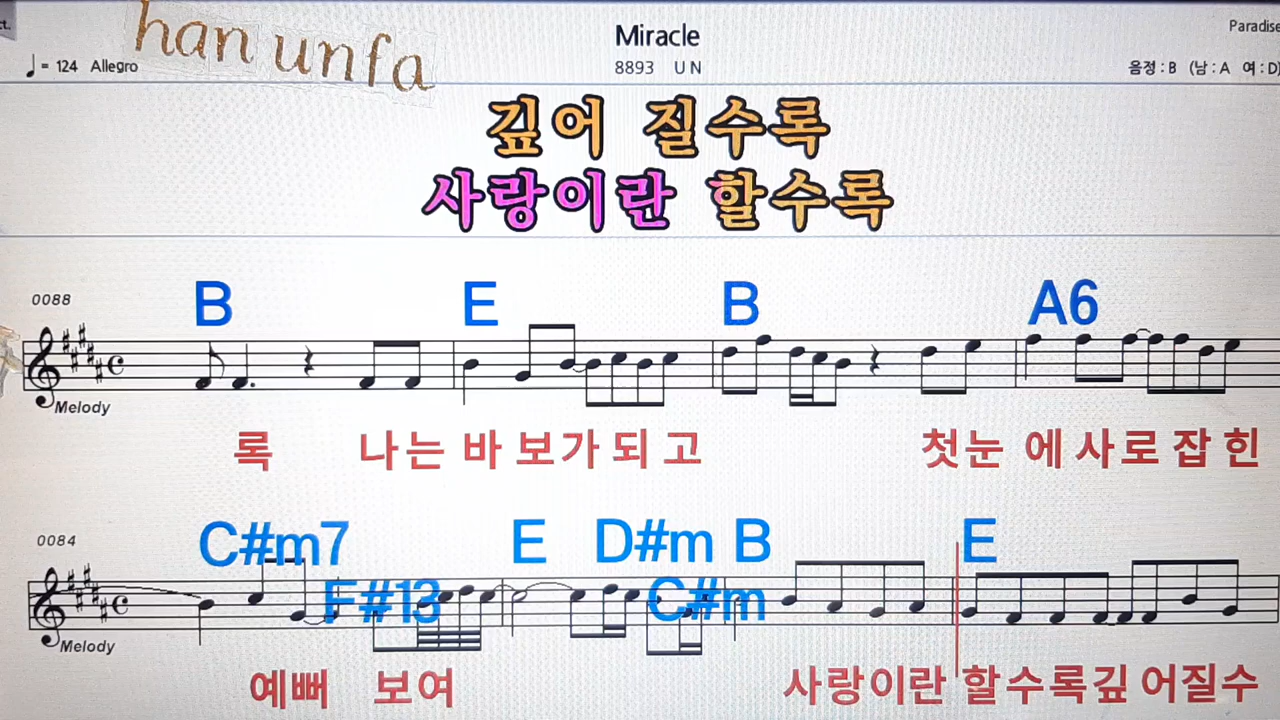 ct.
han unfa
Miracle
Paradise
♩= 124 Allegro
8893 U N
음정 : B (남 : A 여 : D)
깊어 질수록
사랑이란 할수록
0088
B E B A6
Melody
록 나는 바 보가 되 고 첫눈 에 사 로 잡 힌
0084
C#m7 E D#m B E
F#13 C#m
Melody
예뻐 보여 사랑이란 할수록깊 어질수